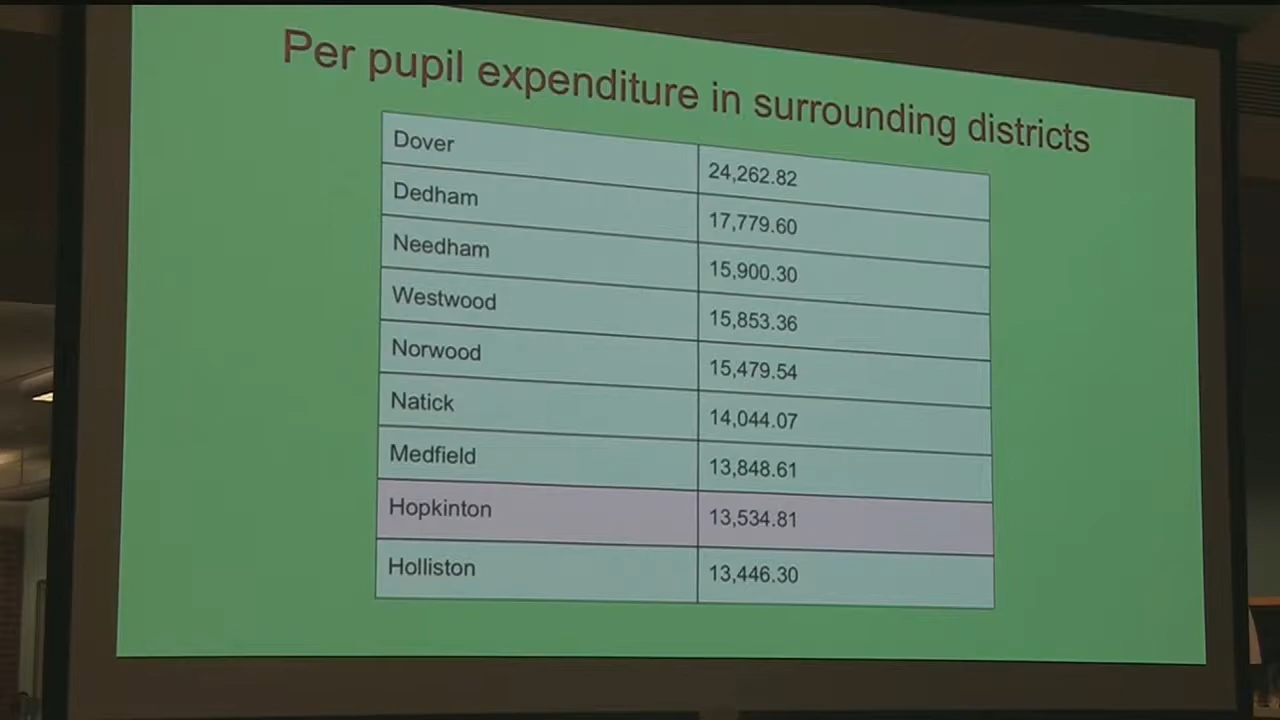 Per pupil expenditure in surrounding districts
Dover 24,262.82
Dedham 17,779.60
Needham 15,900.30
Westwood 15,853.36
Norwood 15,479.54
Natick 14,044.07
Medfield 13,848.61
Hopkinton 13,534.81
Holliston 13,446.30